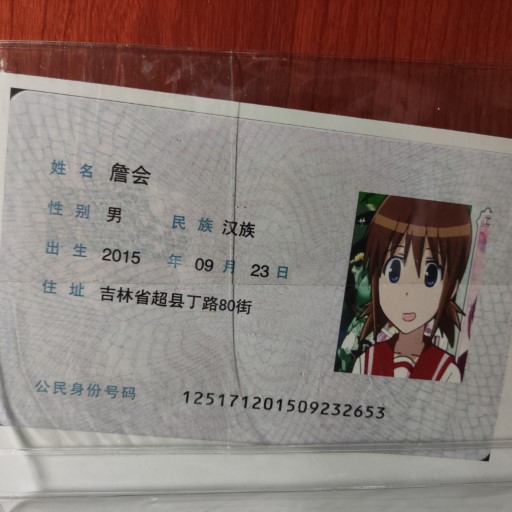 姓名 詹会
性别 男 民族 汉族
出生 2015 年 09 月 23 日
住址 吉林省超县丁路80街
公民身份号码 125171201509232653